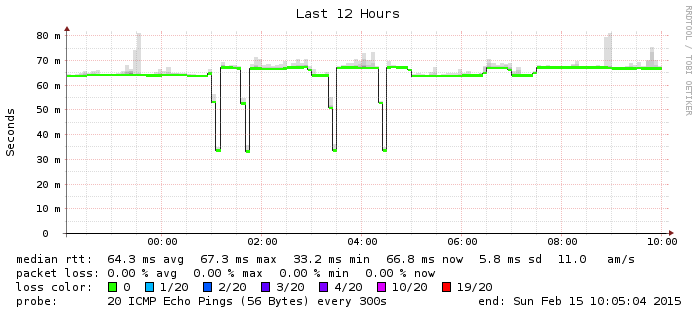 Last 12 Hours
RRDTOOL / TOBI OETIKER
Seconds
80 m
70 m
60 m
50 m
40 m
30 m
20 m
10 m
0
00:00 02:00 04:00 06:00 08:00 10:00
median rtt: 64.3 ms avg 67.3 ms max 33.2 ms min 66.8 ms now 5.8 ms sd 11.0 am/s
packet loss: 0.00 % avg 0.00 % max 0.00 % min 0.00 % now
loss color: 0 1/20 2/20 3/20 4/20 10/20 19/20
probe: 20 ICMP Echo Pings (56 Bytes) every 300s end: Sun Feb 15 10:05:04 2015